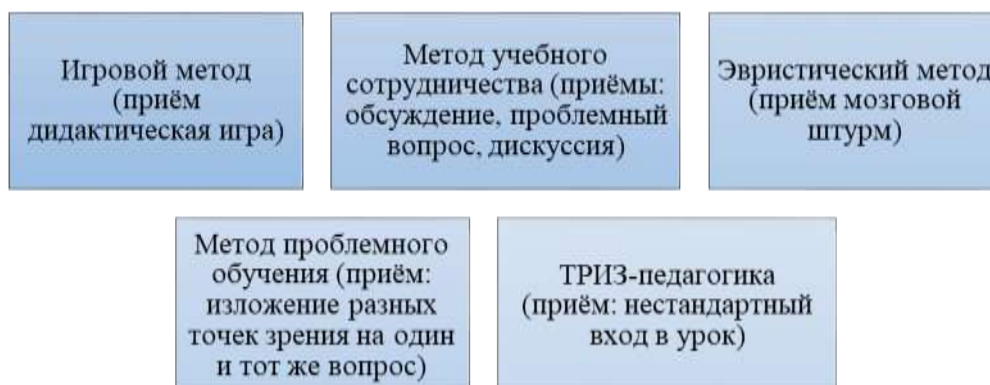 Игровой метод
(приём
дидактическая игра)
Метод учебного
сотрудничества (приёмы:
обсуждение, проблемный
вопрос, дискуссия)
Эвристический метод
(приём мозговой
штурм)
Метод проблемного
обучения (приём:
изложение разных
точек зрения на один
и тот же вопрос)
ТРИЗ-педагогика
(приём: нестандартный
вход в урок)